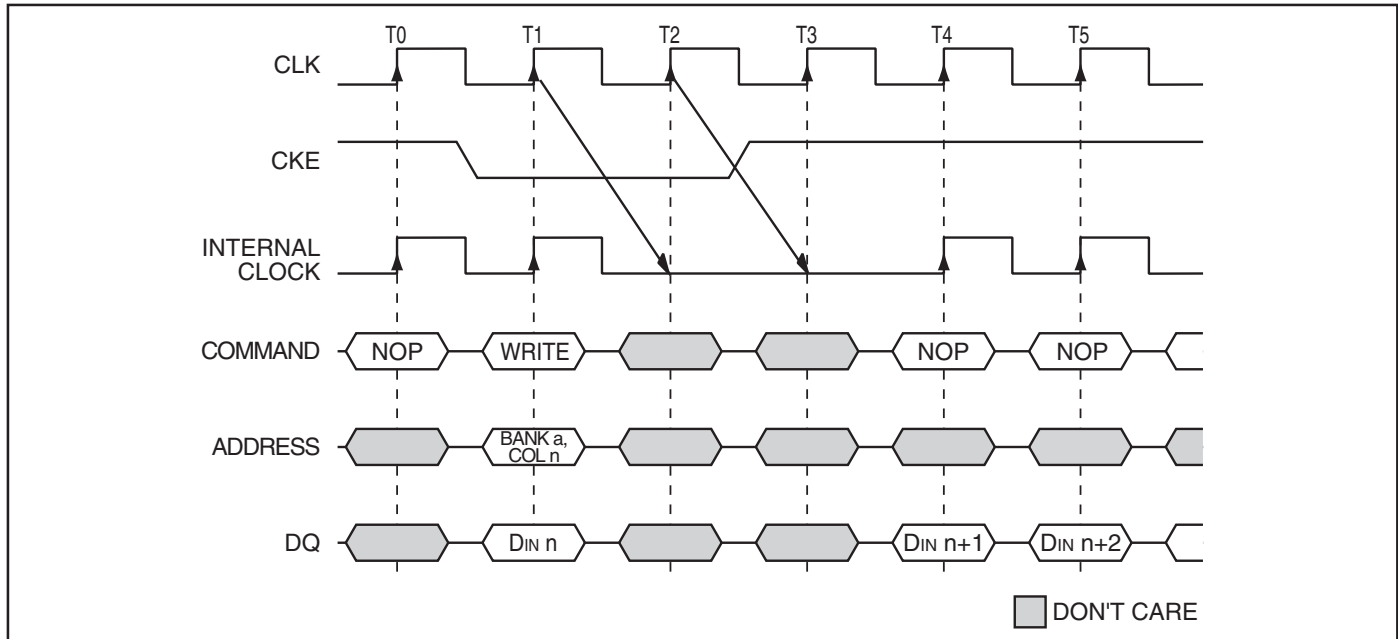 T0 T1 T2 T3 T4 T5
CLK
CKE
INTERNAL
CLOCK
COMMAND NOP WRITE NOP NOP
ADDRESS BANK a,
COL n
DQ DIN n DIN n+1 DIN n+2
DON'T CARE